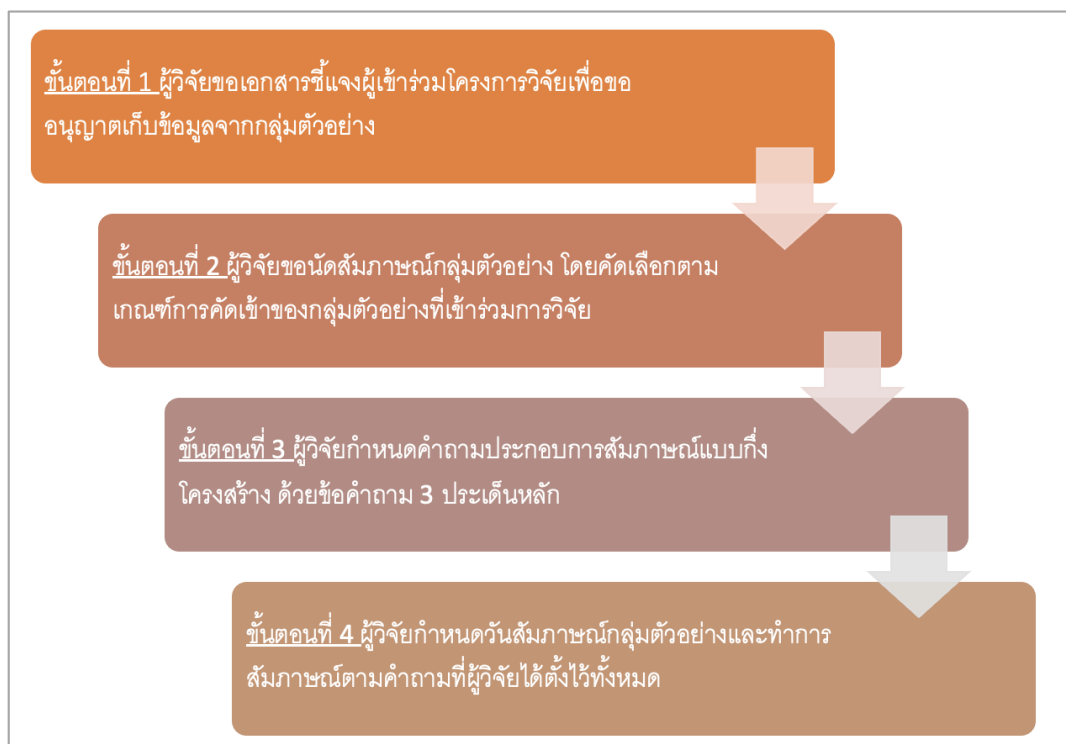 ขั้นตอนที่ 1 ผู้วิจัยขอเอกสารชี้แจงผู้เข้าร่วมโครงการวิจัยเพื่อขอ
อนุญาตเก็บข้อมูลจากกลุ่มตัวอย่าง
ขั้นตอนที่ 2 ผู้วิจัยขอนัดสัมภาษณ์กลุ่มตัวอย่าง โดยคัดเลือกตาม
เกณฑ์การคัดเข้าของกลุ่มตัวอย่างที่เข้าร่วมการวิจัย
ขั้นตอนที่ 3 ผู้วิจัยกำหนดคำถามประกอบการสัมภาษณ์แบบกึ่ง
โครงสร้าง ด้วยข้อคำถาม 3 ประเด็นหลัก
ขั้นตอนที่ 4 ผู้วิจัยกำหนดวันสัมภาษณ์กลุ่มตัวอย่างและทำการ
สัมภาษณ์ตามคำถามที่ผู้วิจัยได้ตั้งไว้ทั้งหมด